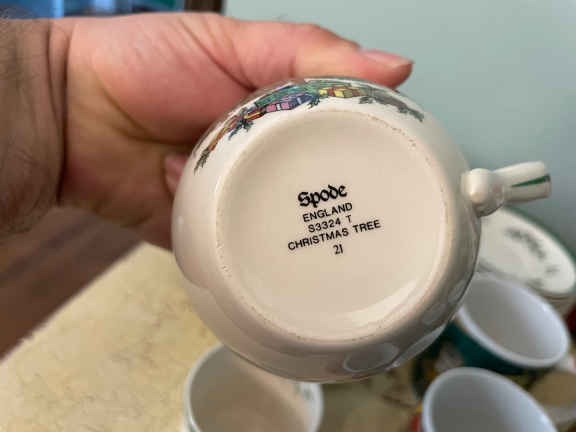 Spode
ENGLAND
S3324 T
CHRISTMAS TREE
21